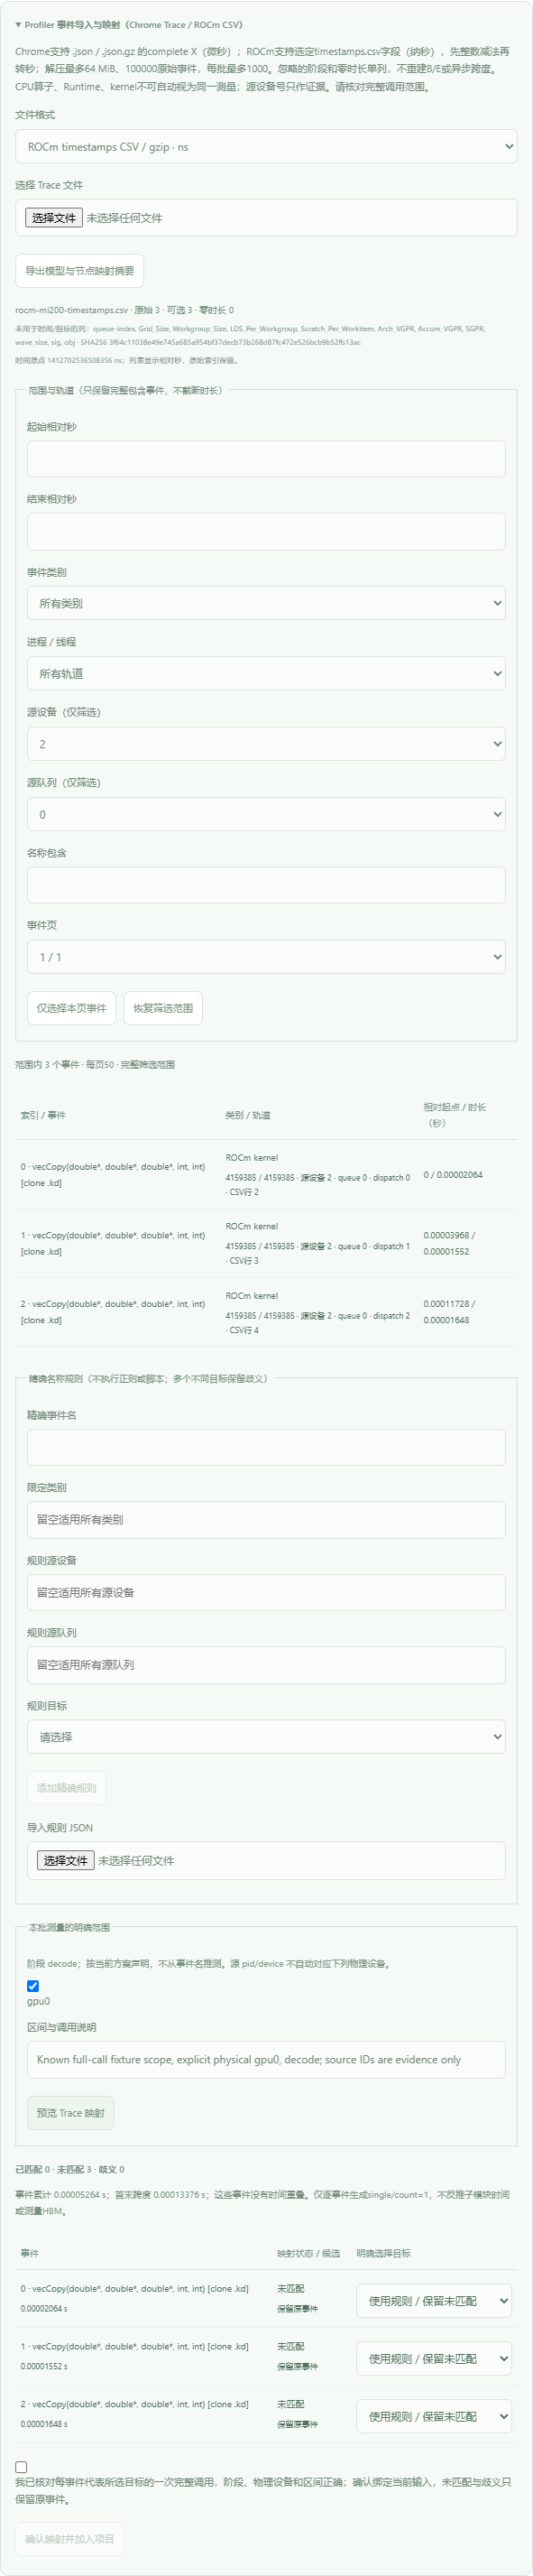 ▼ Profiler 事件导入与映射（Chrome Trace / ROCm CSV）
Chrome支持 .json / .json.gz 的complete X（微秒）；ROCm支持选定timestamps.csv字段（纳秒），先整数减法再
转秒；解压最多64 MiB、100000原始事件，每批最多1000。忽略的阶段和零时长单列，不重建B/E或异步跨度。
CPU算子、Runtime、kernel不可自动视为同一测量；源设备号只作证据。请核对完整调用范围。
文件格式
ROCm timestamps CSV / gzip · ns
选择 Trace 文件
选择文件 未选择任何文件
导出模型与节点映射摘要
rocm-mi200-timestamps.csv · 原始 3 · 可选 3 · 零时长 0
未用于时间/指标的列：queue-index, Grid_Size, Workgroup_Size, LDS_Per_Workgroup, Scratch_Per_Workitem, Arch_VGPR, Accum_VGPR, SGPR,
wave_size, sig, obj · SHA256 3f64c11038e49e745a685a954bf37decb73b268d87fc472e526bcb9b52fb13ac
时间原点 1412702536508356 ns；列表显示相对秒，原始索引保留。
范围与轨道（只保留完整包含事件，不截断时长）
起始相对秒
结束相对秒
事件类别
所有类别
进程 / 线程
所有轨道
源设备（仅筛选）
2
源队列（仅筛选）
0
名称包含
事件页
1 / 1
仅选择本页事件 恢复筛选范围
范围内 3 个事件 · 每页50 · 完整筛选范围
索引 / 事件 类别 / 轨道 相对起点 / 时长（秒）
0 · vecCopy(double*, double*, double*, int, int) [clone .kd] ROCm kernel 4159385 / 4159385 · 源设备 2 · queue 0 · dispatch 0 · CSV行 2 0 / 0.00002064
1 · vecCopy(double*, double*, double*, int, int) [clone .kd] ROCm kernel 4159385 / 4159385 · 源设备 2 · queue 0 · dispatch 1 · CSV行 3 0.00003968 / 0.00001552
2 · vecCopy(double*, double*, double*, int, int) [clone .kd] ROCm kernel 4159385 / 4159385 · 源设备 2 · queue 0 · dispatch 2 · CSV行 4 0.00011728 / 0.00001648
精确名称规则（不执行正则或脚本；多个不同目标保留歧义）
精确事件名
限定类别
留空适用所有类别
规则源设备
留空适用所有源设备
规则源队列
留空适用所有源队列
规则目标
请选择
添加精确规则
导入规则 JSON
选择文件 未选择任何文件
本批测量的明确范围
阶段 decode；按当前方案声明，不从事件名推测。源 pid/device 不自动对应下列物理设备。
gpu0
区间与调用说明
Known full-call fixture scope, explicit physical gpu0, decode; source IDs are evidence only
预览 Trace 映射
已匹配 0 · 未匹配 3 · 歧义 0
事件累计 0.00005264 s；首末跨度 0.00013376 s；这些事件没有时间重叠。仅逐事件生成single/count=1，不反推子模块时间
或测量HBM。
事件 映射状态 / 候选 明确选择目标
0 · vecCopy(double*, double*, double*, int, int) [clone .kd] 未匹配 使用规则 / 保留未匹配
0.00002064 s 保留原事件
1 · vecCopy(double*, double*, double*, int, int) [clone .kd] 未匹配 使用规则 / 保留未匹配
0.00001552 s 保留原事件
2 · vecCopy(double*, double*, double*, int, int) [clone .kd] 未匹配 使用规则 / 保留未匹配
0.00001648 s 保留原事件
我已核对每事件代表所选目标的一次完整调用，阶段、物理设备和区间正确；确认绑定当前输入，未匹配与歧义只
保留原事件。
确认映射并加入项目